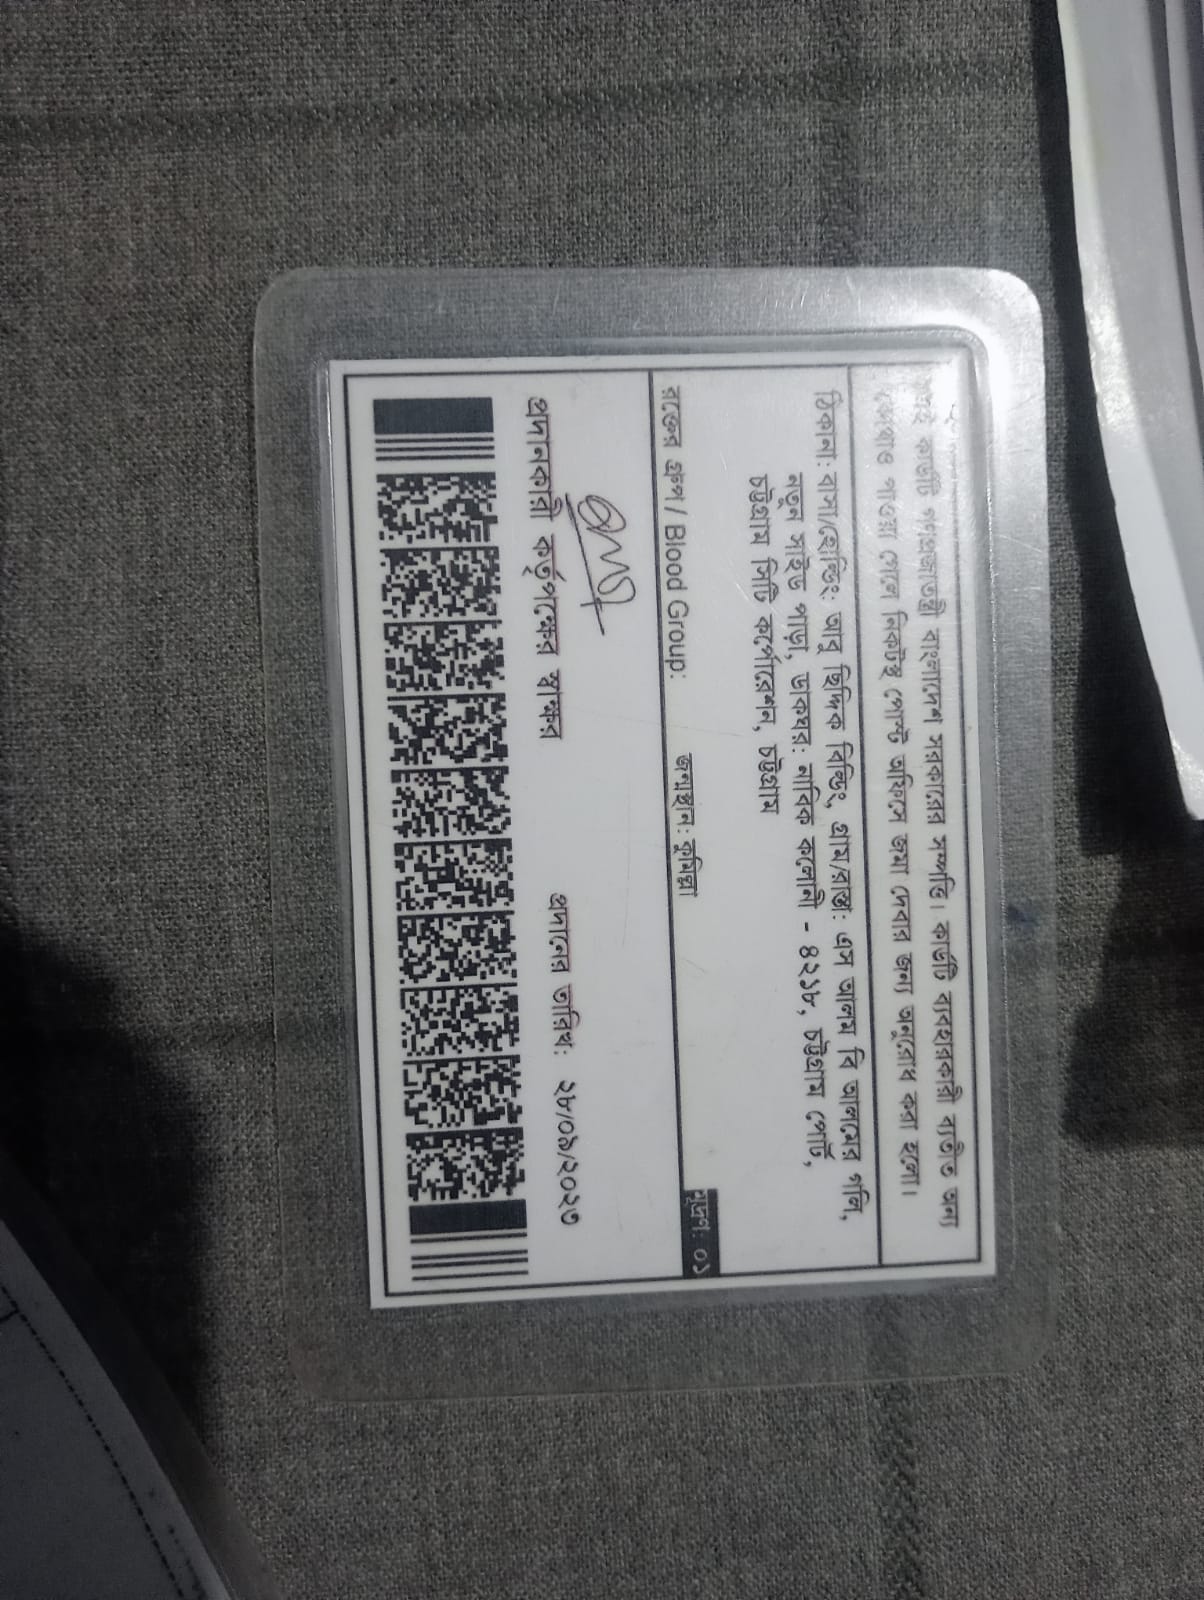 এই কার্ডটি গণপ্রজাতন্ত্রী বাংলাদেশ সরকারের সম্পত্তি। কার্ডটি ব্যবহারকারী ব্যতীত অন্য
কোথাও পাওয়া গেলে নিকটস্থ পোস্ট অফিসে জমা দেবার জন্য অনুরোধ করা হলো।
ঠিকানা: বাসা/হোল্ডিং: আবু ছিদ্দিক বিল্ডিং, গ্রাম/রাস্তা: এস আলম বি আলমের গলি,
নতুন সাইড পাড়া, ডাকঘর: নাবিক কলোনী - ৪২১৮, চট্টগ্রাম পোর্ট,
চট্টগ্রাম সিটি কর্পোরেশন, চট্টগ্রাম
রক্তের গ্রুপ / Blood Group: জন্মস্থান: কুমিল্লা মুদ্রণ: ০১
প্রদানকারী কর্তৃপক্ষের স্বাক্ষর প্রদানের তারিখ: ২৮/০৯/২০২৩